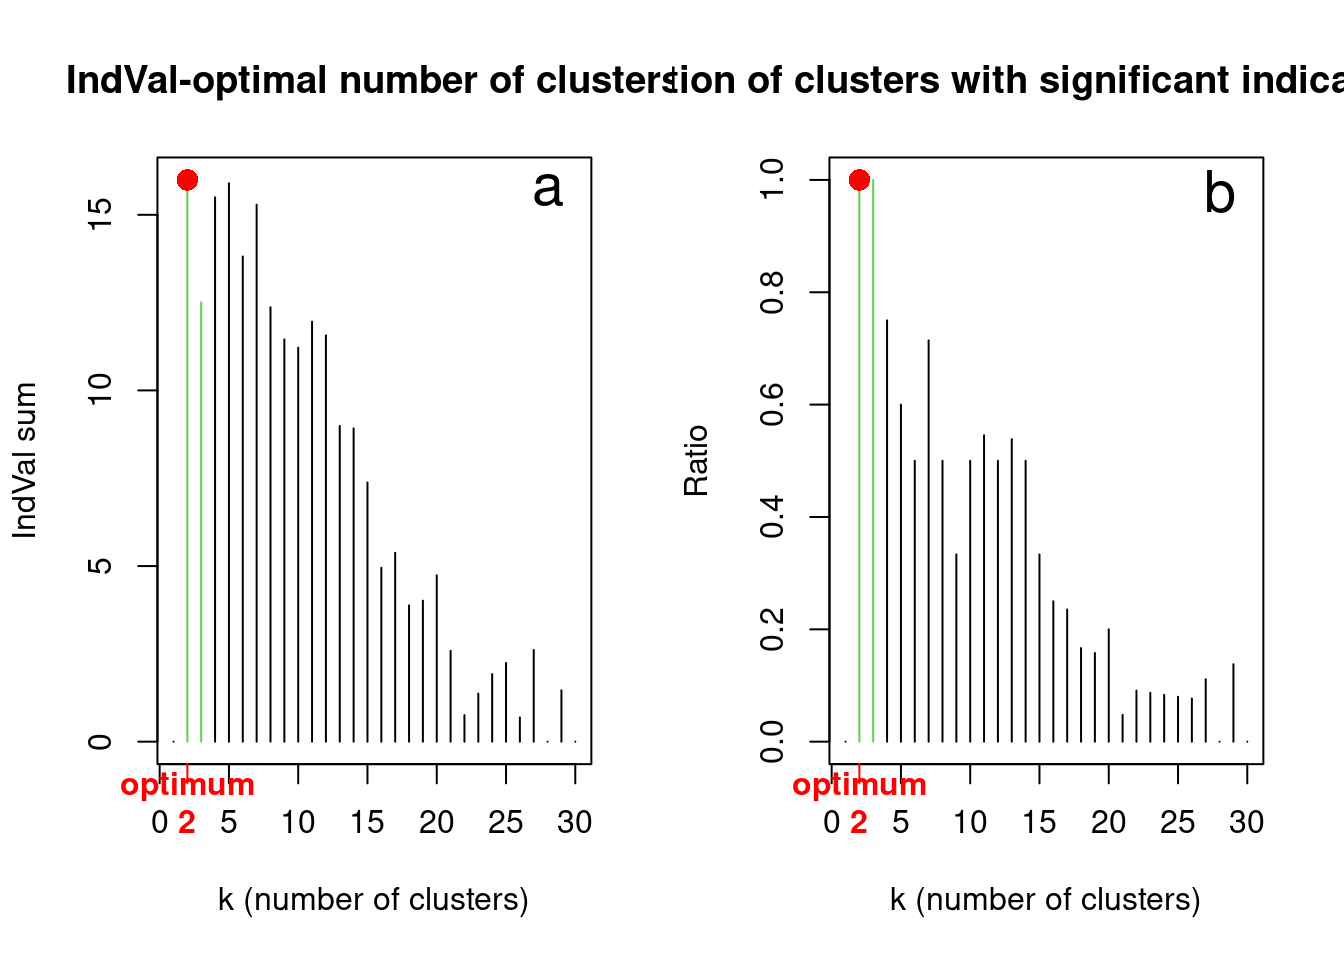 IndVal-optimal number of clusters
tion of clusters with significant indica
a
15
10
5
0
IndVal sum
optimum
0 2 5 10 15 20 25 30
k (number of clusters)
b
1.0
0.8
0.6
0.4
0.2
0.0
Ratio
optimum
0 2 5 10 15 20 25 30
k (number of clusters)